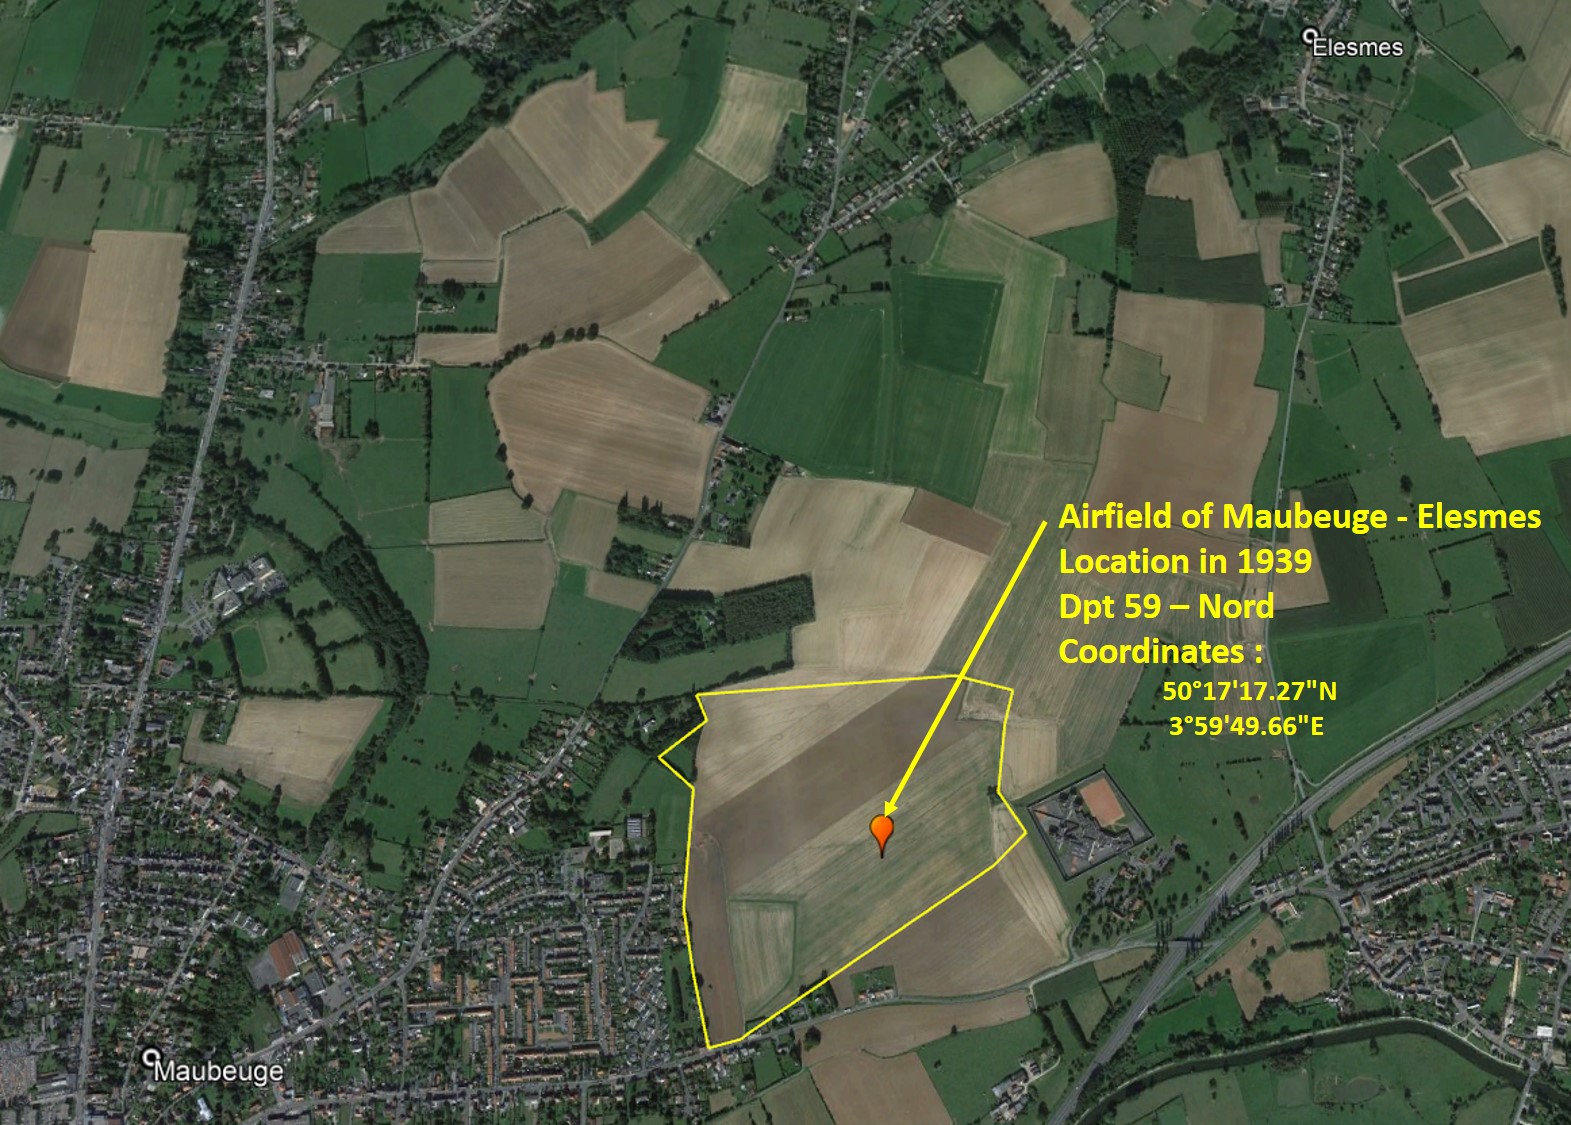 Elesmes
Airfield of Maubeuge - Elesmes
Location in 1939
Dpt 59 – Nord
Coordinates :
50°17'17.27"N
3°59'49.66"E
Maubeuge